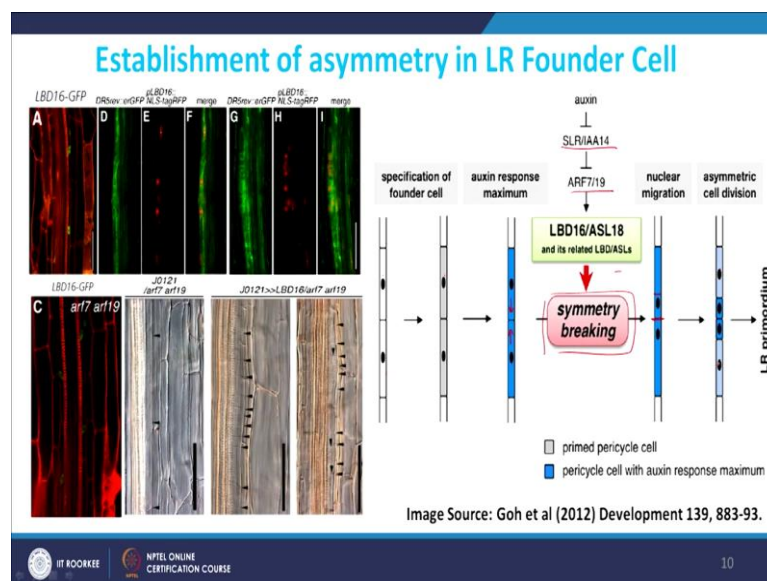 Establishment of asymmetry in LR Founder Cell
LBD16-GFP
DR5rev::erGFP
pLBD16::
NLS-tagRFP
merge
DR5rev::erGFP
pLBD16::
NLS-tagRFP
merge
A
D
E
F
G
H
I
LBD16-GFP
C
arf7 arf19
J0121
/arf7 arf19
J0121>>LBD16/arf7 arf19
auxin
SLR/IAA14
ARF7/19
specification of
founder cell
auxin response
maximum
nuclear
migration
asymmetric
cell division
LBD16/ASL18
and its related LBD/ASLs
symmetry
breaking
LR primordium
primed pericycle cell
pericycle cell with auxin response maximum
Image Source: Goh et al (2012) Development 139, 883-93.
IIT ROORKEE
NPTEL ONLINE
CERTIFICATION COURSE
10